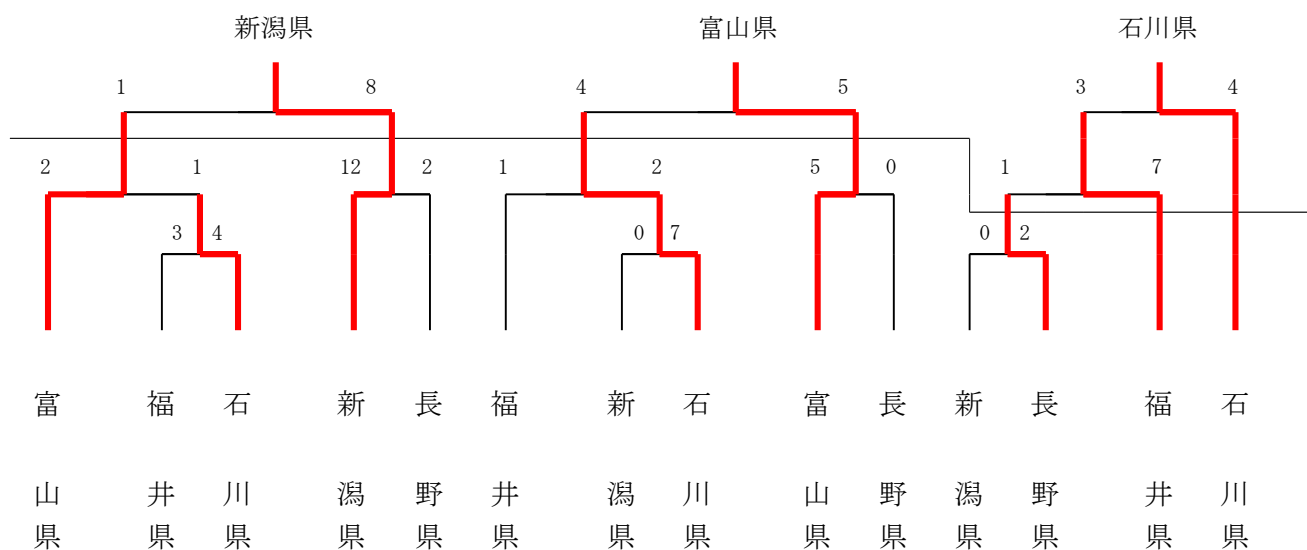 新潟県 富山県 石川県
1 8 4 5 3 4
2 1 12 2 1 2 5 0 1 7
3 4 0 7 0 2
富 福 石 新 長 福 新 石 富 長 新 長 福 石
山 井 川 潟 野 井 潟 川 山 野 潟 野 井 川
県 県 県 県 県 県 県 県 県 県 県 県 県 県